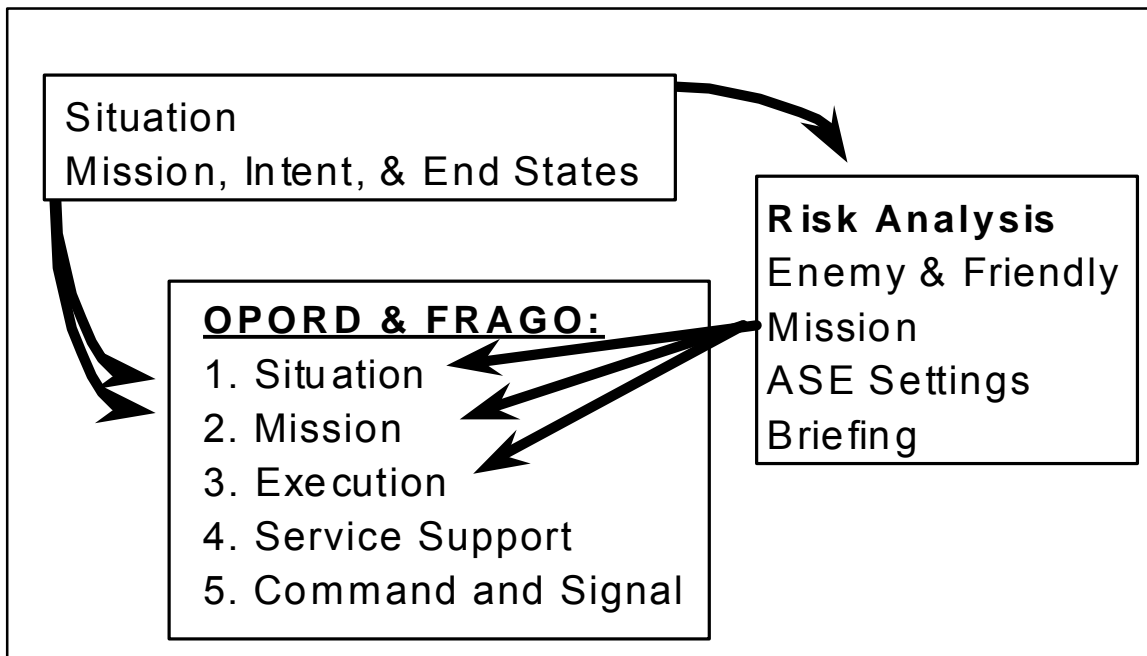 Situation
Mission, Intent, & End States
Risk Analysis
Enemy & Friendly
Mission
ASE Settings
Briefing
OPORD & FRAGO:
1. Situation
2. Mission
3. Execution
4. Service Support
5. Command and Signal